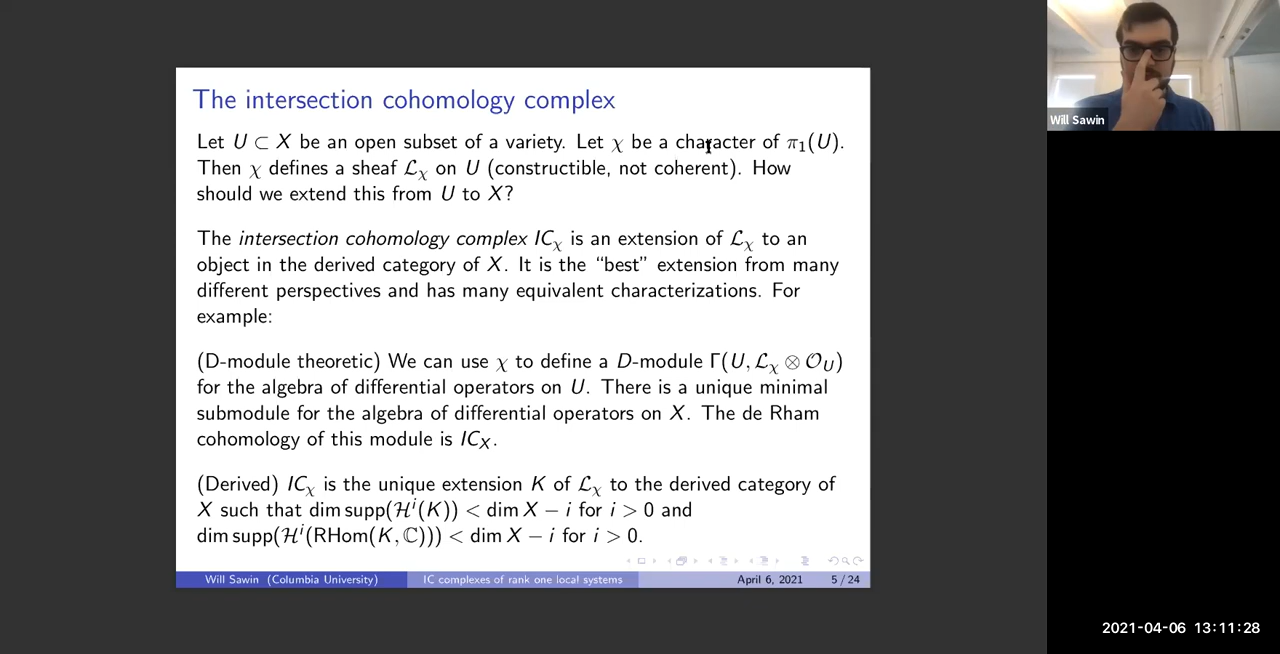 The intersection cohomology complex
Let U ⊂ X be an open subset of a variety. Let χ be a character of π₁(U).
Then χ defines a sheaf ℒ_χ on U (constructible, not coherent). How
should we extend this from U to X?
The intersection cohomology complex IC_χ is an extension of ℒ_χ to an
object in the derived category of X. It is the “best” extension from many
different perspectives and has many equivalent characterizations. For
example:
(D-module theoretic) We can use χ to define a D-module Γ(U, ℒ_χ ⊗ 𝒪_U)
for the algebra of differential operators on U. There is a unique minimal
submodule for the algebra of differential operators on X. The de Rham
cohomology of this module is IC_X.
(Derived) IC_χ is the unique extension K of ℒ_χ to the derived category of
X such that dim supp(ℋⁱ(K)) < dim X − i for i > 0 and
dim supp(ℋⁱ(RHom(K, ℂ))) < dim X − i for i > 0.
Will Sawin (Columbia University) IC complexes of rank one local systems April 6, 2021 5 / 24
Will Sawin
2021-04-06 13:11:28